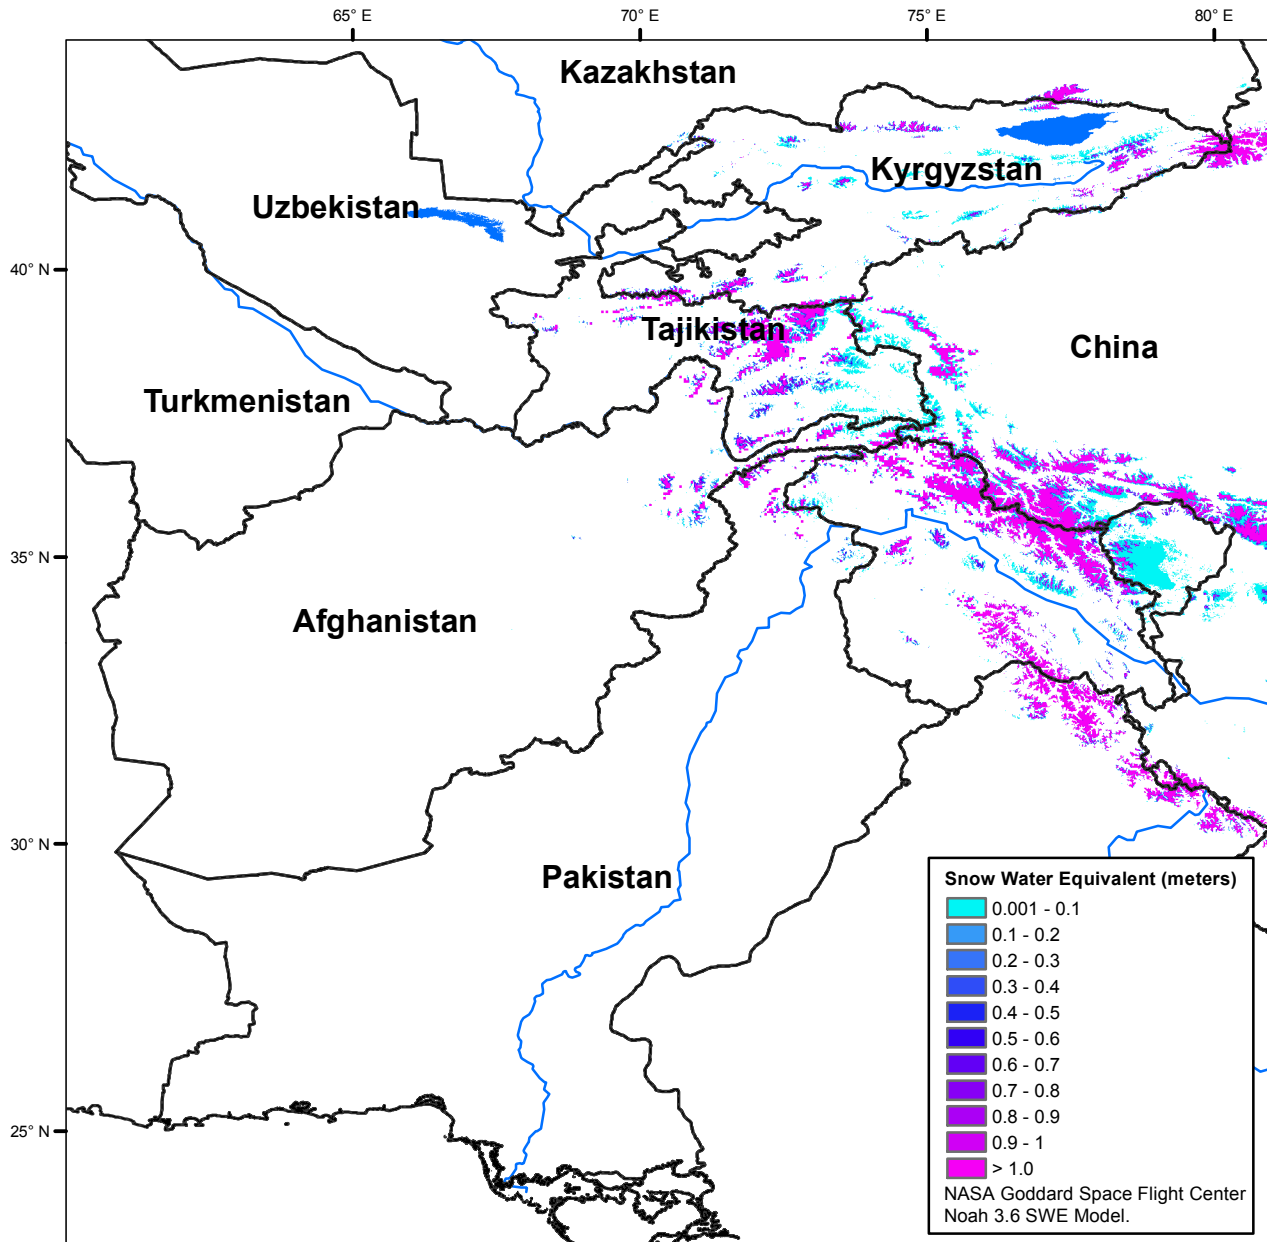 65° E
70° E
75° E
80° E
Kazakhstan
Kyrgyzstan
Uzbekistan
40° N
Tajikistan
China
Turkmenistan
35° N
Afghanistan
30° N
Pakistan
Snow Water Equivalent (meters)
0.001 - 0.1
0.1 - 0.2
0.2 - 0.3
0.3 - 0.4
0.4 - 0.5
0.5 - 0.6
0.6 - 0.7
0.7 - 0.8
0.8 - 0.9
0.9 - 1
> 1.0
NASA Goddard Space Flight Center
Noah 3.6 SWE Model.
25° N